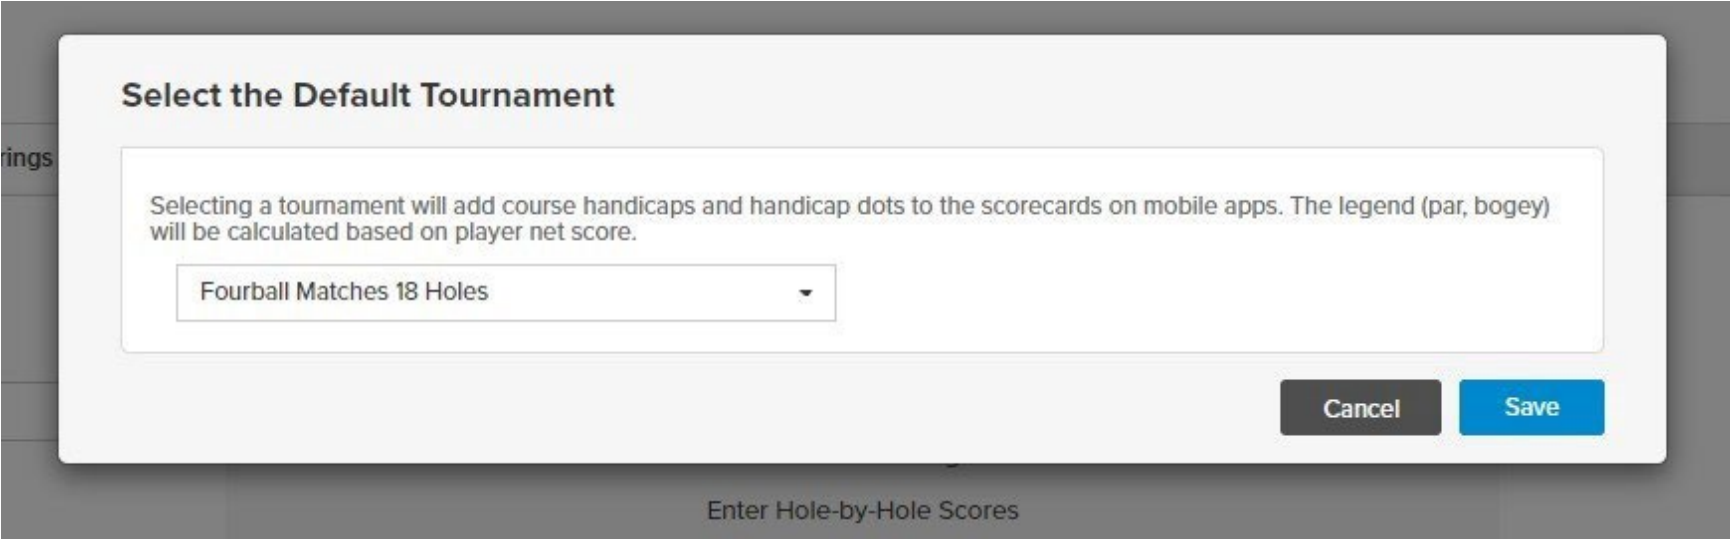 Select the Default Tournament
rings
Selecting a tournament will add course handicaps and handicap dots to the scorecards on mobile apps. The legend (par, bogey)
will be calculated based on player net score.
Fourball Matches 18 Holes
Cancel
Save
Enter Hole-by-Hole Scores